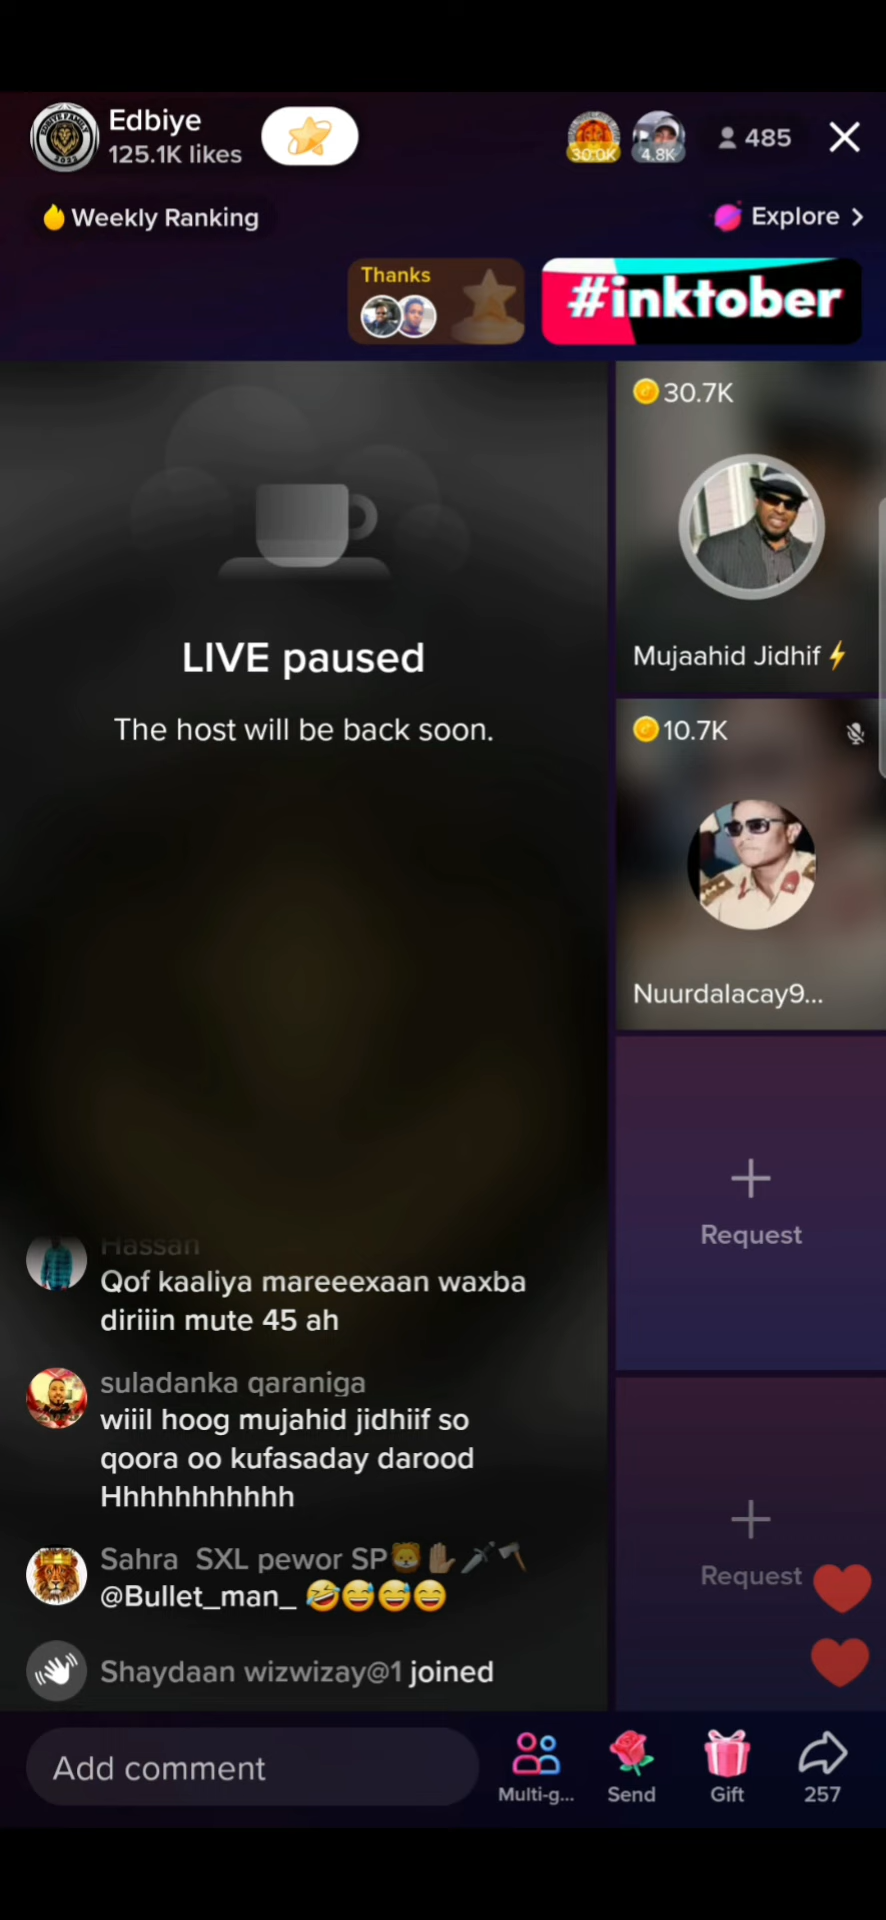 Edbiye
125.1K likes
30.0K
4.8K
485
Weekly Ranking
Explore
Thanks
#inktober
30.7K
LIVE paused
The host will be back soon.
Mujaahid Jidhif
10.7K
Nuurdalacay9...
Request
Hassan
Qof kaaliya mareeexaan waxba
diriiin mute 45 ah
suladanka qaraniga
wiiil hoog mujahid jidhiif so
qoora oo kufasaday darood
Hhhhhhhhhhh
Sahra SXL pewor SP🦁✋🏼🗡️🪓
@Bullet_man_ 🤣😅😅😄
Request
Shaydaan wizwizay@1 joined
Add comment
Multi-g...
Send
Gift
257